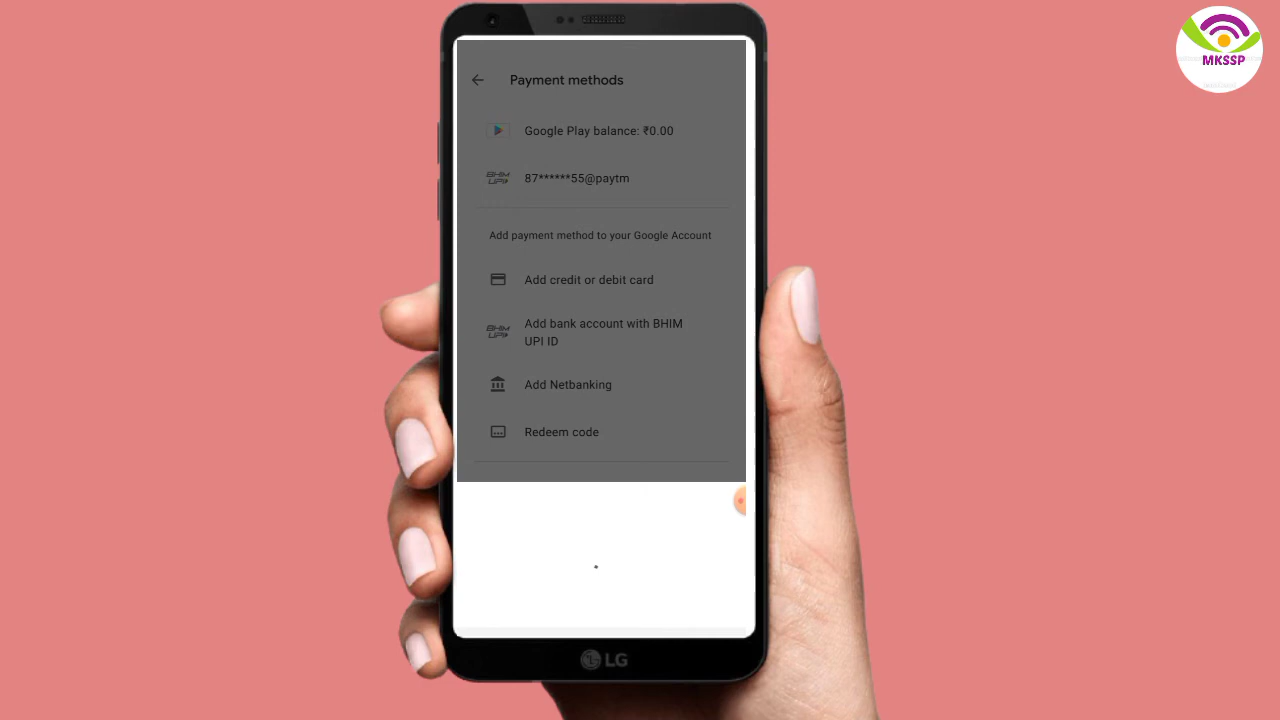 MKSSP
Payment methods
Google Play balance: ₹0.00
BHIM
UPI
87******55@paytm
Add payment method to your Google Account
Add credit or debit card
BHIM
UPI
Add bank account with BHIM
UPI ID
Add Netbanking
Redeem code
LG